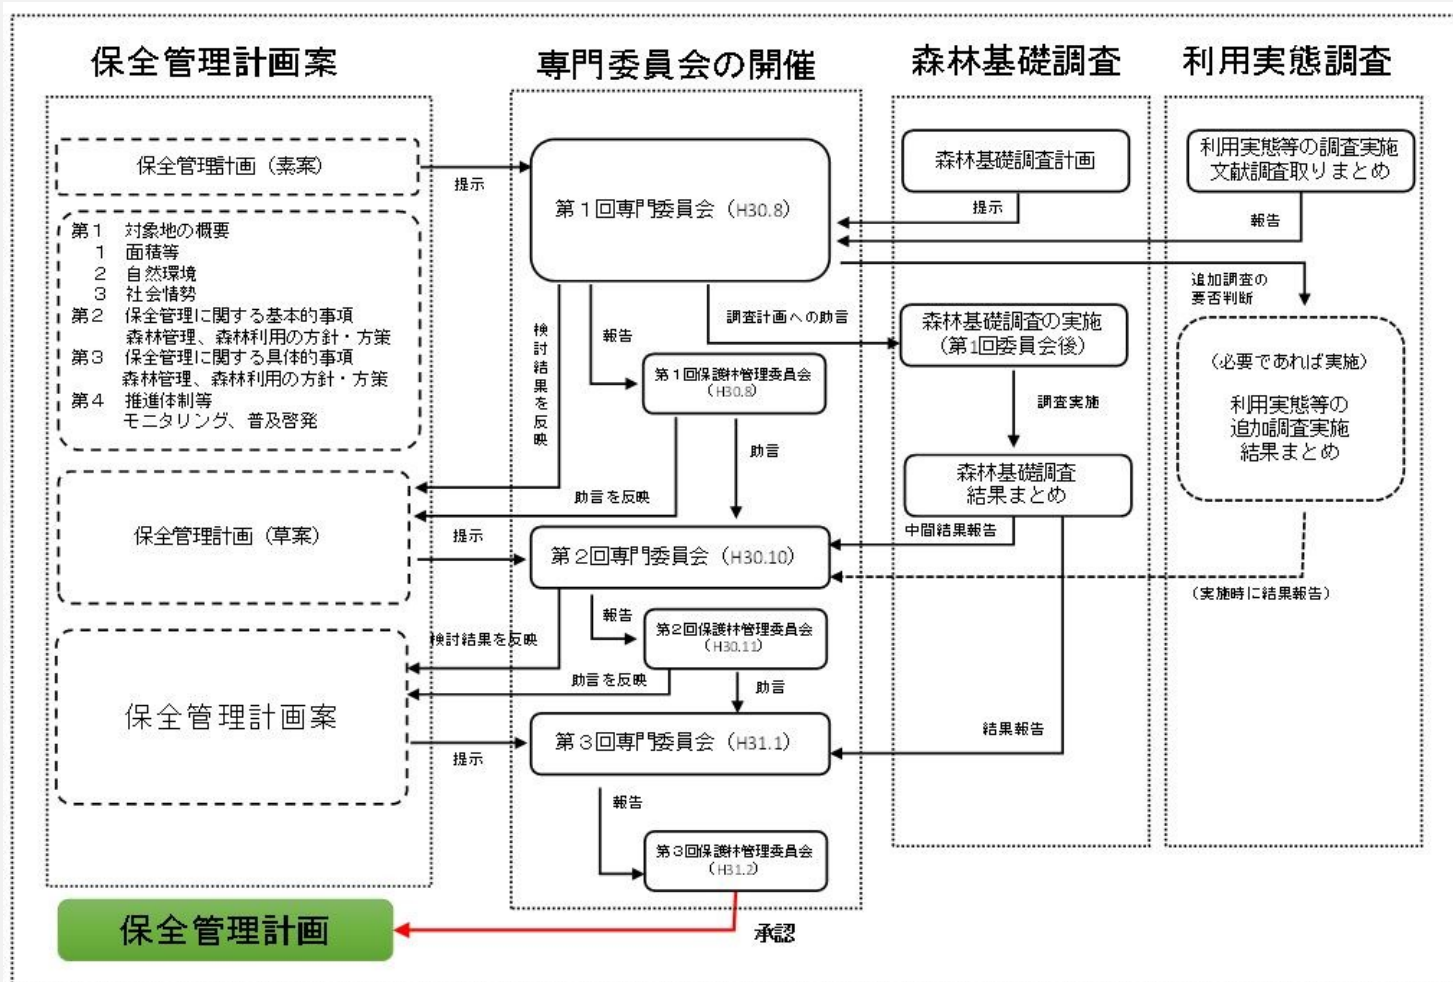 保全管理計画案
専門委員会の開催
森林基礎調査
利用実態調査
保全管理計画（素案）
提示
第１　対象地の概要
１　面積等
２　自然環境
３　社会情勢
第２　保全管理に関する基本的事項
森林管理、森林利用の方針・方策
第３　保全管理に関する具体的事項
森林管理、森林利用の方針・方策
第４　推進体制等
モニタリング、普及啓発
保全管理計画（草案）
提示
保全管理計画案
提示
保全管理計画
第１回専門委員会（H30.8）
検討結果を反映
報告
調査計画への助言
第１回保護林管理委員会
（H30.8）
助言
助言を反映
第２回専門委員会（H30.10）
報告
検討結果を反映
第２回保護林管理委員会
（H30.11）
助言を反映
助言
第３回専門委員会（H31.1）
報告
第３回保護林管理委員会
（H31.2）
承認
森林基礎調査計画
提示
森林基礎調査の実施
（第1回委員会後）
調査実施
森林基礎調査
結果まとめ
中間結果報告
結果報告
利用実態等の調査実施
文献調査取りまとめ
報告
追加調査の
要否判断
（必要であれば実施）
利用実態等の
追加調査実施
結果まとめ
（実施時に結果報告）